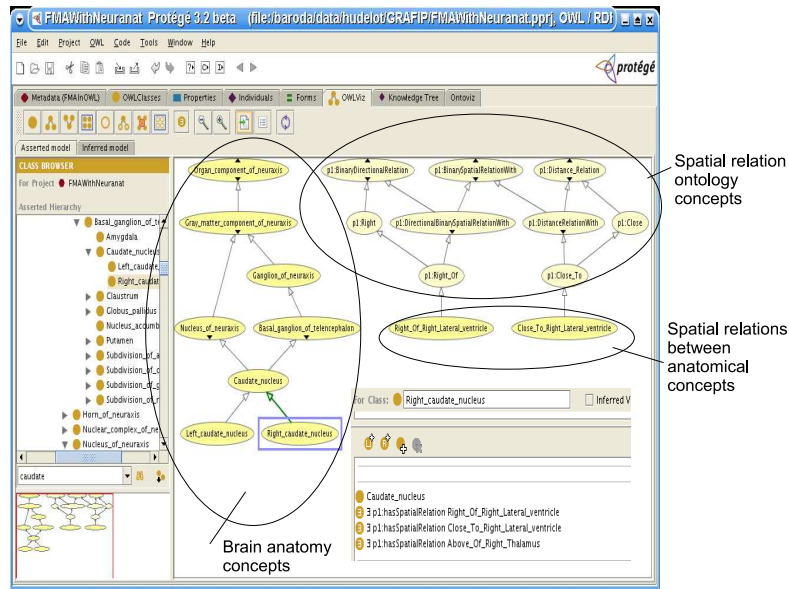 FMAWithNeuranat Protégé 3.2 beta (file:/baroda/data/hudelot/GRAFIP/FMAWithNeuranat.pprj, OWL / RDF
File Edit Project OWL Code Tools Window Help
protégé
Metadata (FMAInOWL) OWLClasses Properties Individuals Forms OWLViz Knowledge Tree Ontoviz
Asserted model Inferred model
CLASS BROWSER
For Project FMAWithNeuranat
Asserted Hierarchy
Basal_ganglion_of_te
Amygdala
Caudate_nucleus
Left_caudate_
Right_caudat
Claustrum
Globus_pallidus
Nucleus_accumb
Putamen
Subdivision_of_a
Subdivision_of_c
Subdivision_of_g
Subdivision_of_r
Horn_of_neuraxis
Nuclear_complex_of_ne
Nucleus_of_neuraxis
caudate
Organ_component_of_neuraxis
p1:BinaryDirectionalRelation
p1:BinarySpatialRelationWith
p1:Distance_Relation
Gray_matter_component_of_neuraxis
p1:Right
p1:DirectionalBinarySpatialRelationWith
p1:DistanceRelationWith
p1:Close
Ganglion_of_neuraxis
p1:Right_Of
p1:Close_To
Nucleus_of_neuraxis
Basal_ganglion_of_telencephalon
Right_Of_Right_Lateral_ventricle
Close_To_Right_Lateral_ventricle
Caudate_nucleus
Left_caudate_nucleus
Right_caudate_nucleus
For Class: Right_caudate_nucleus Inferred V
Caudate_nucleus
∃ p1:hasSpatialRelation Right_Of_Right_Lateral_ventricle
∃ p1:hasSpatialRelation Close_To_Right_Lateral_ventricle
∃ p1:hasSpatialRelation Above_Of_Right_Thalamus
Brain anatomy
concepts
Spatial relation
ontology
concepts
Spatial relations
between
anatomical
concepts